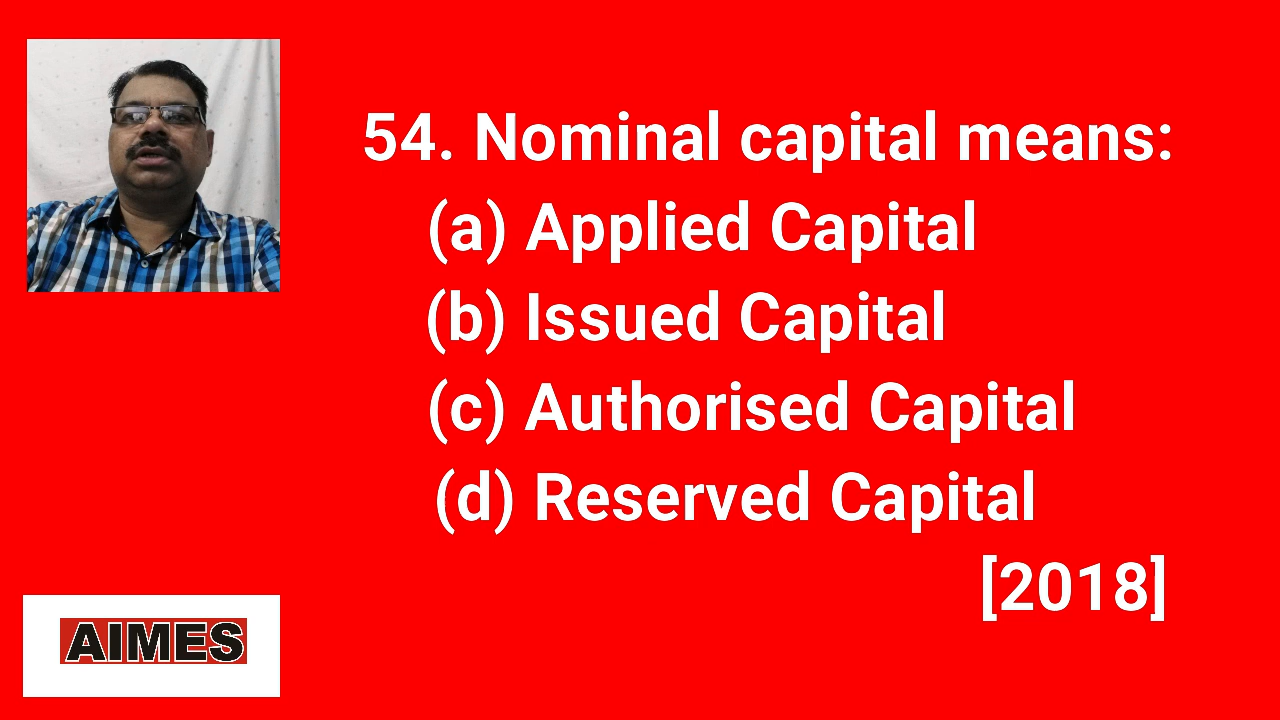 54. Nominal capital means:
(a) Applied Capital
(b) Issued Capital
(c) Authorised Capital
(d) Reserved Capital
[2018]
AIMES